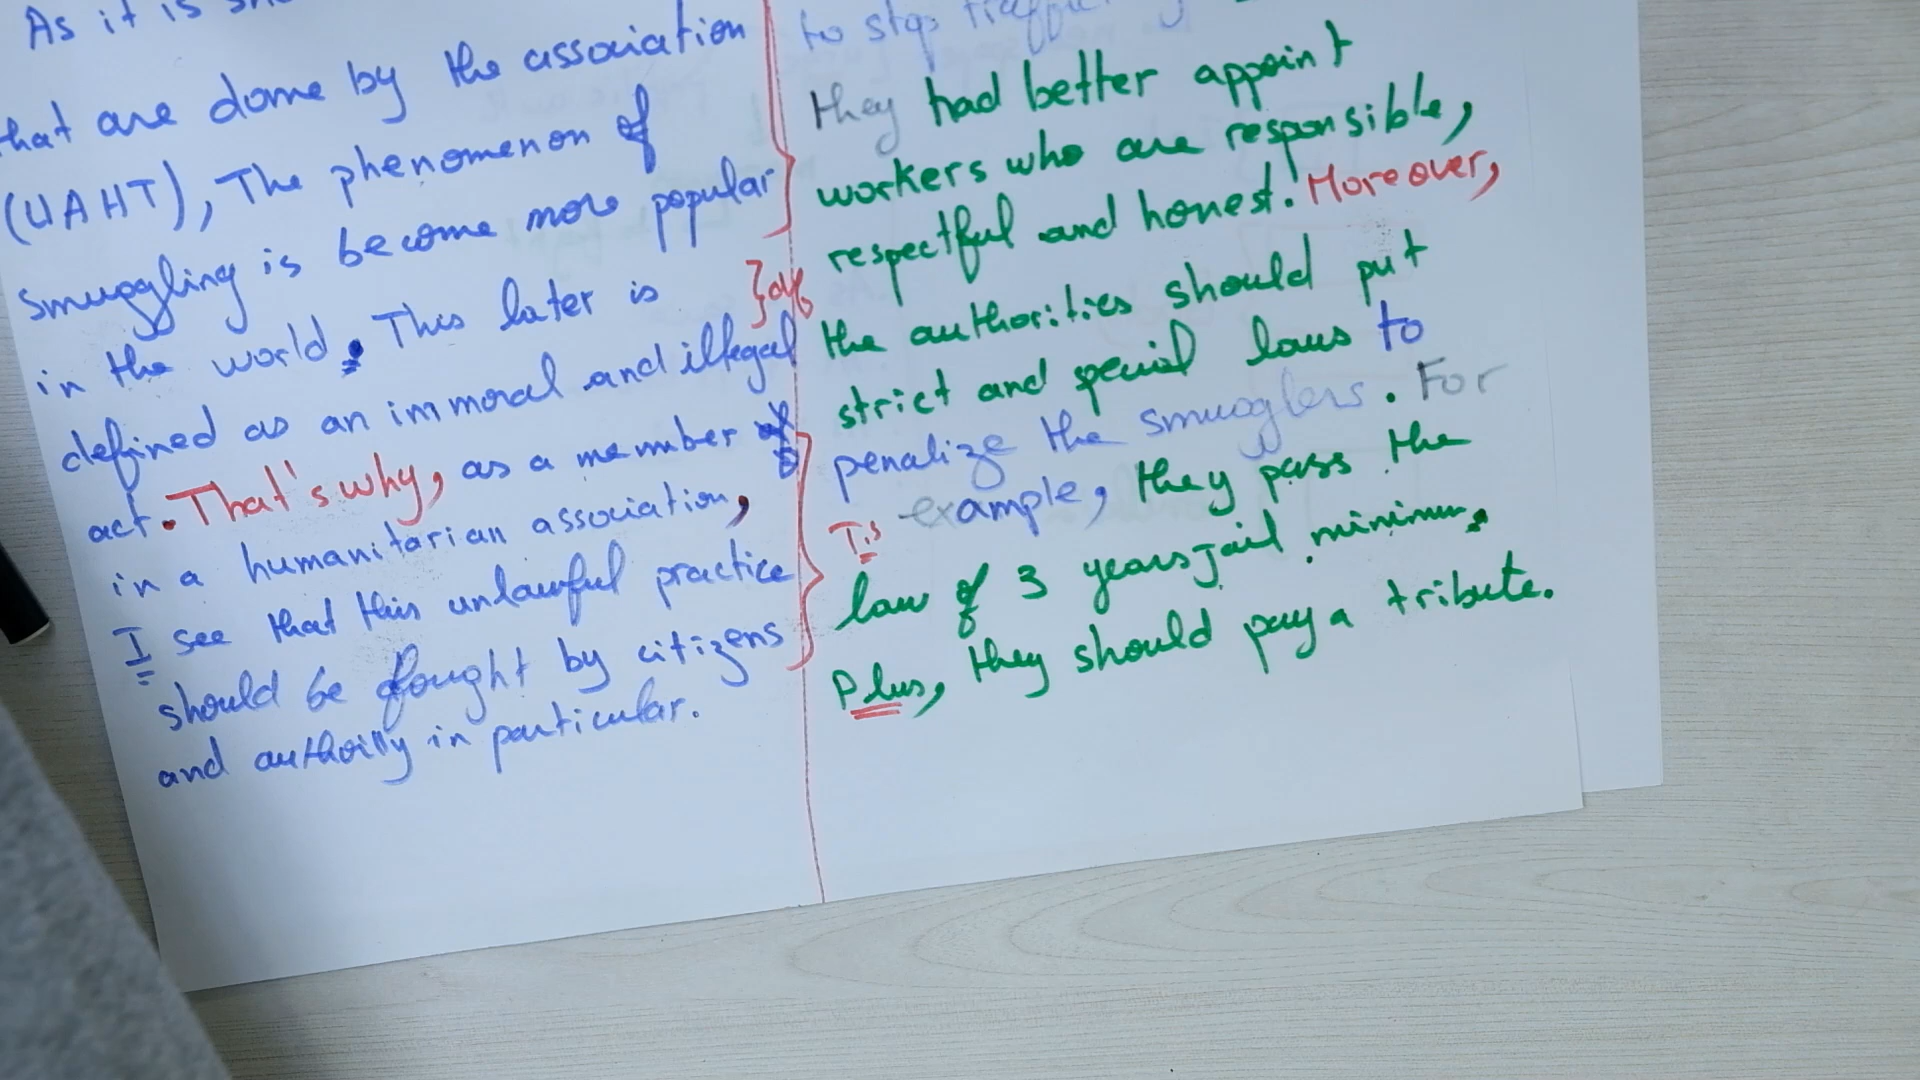 As it is
that are dome by the association
(UAHT), The phenomenon of
smuggling is become more popular
in the world. This later is
} def
defined as an immoral and illegal
act. That's why, as a member of
in a humanitarian association,
I see that this unlawful practice
should be fought by citizens
and authoirty in particular.
to stop
they had better appoint
workers who are responsible,
respectful and honest. Moreover,
the authorities should put
strict and special laws to
penalize the smugglers. For
example, they pass the
T.S
law of 3 years jail minimum,
Plus, they should pay a tribute.